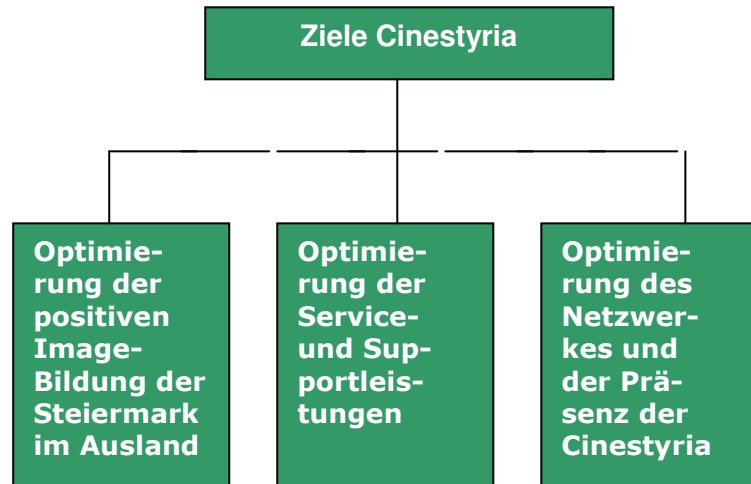 Ziele Cinestyria
Optimie-
rung der
positiven
Image-
Bildung der
Steiermark
im Ausland
Optimie-
rung der
Service-
und Sup-
portleis-
tungen
Optimie-
rung des
Netzwer-
kes und
der Prä-
senz der
Cinestyria